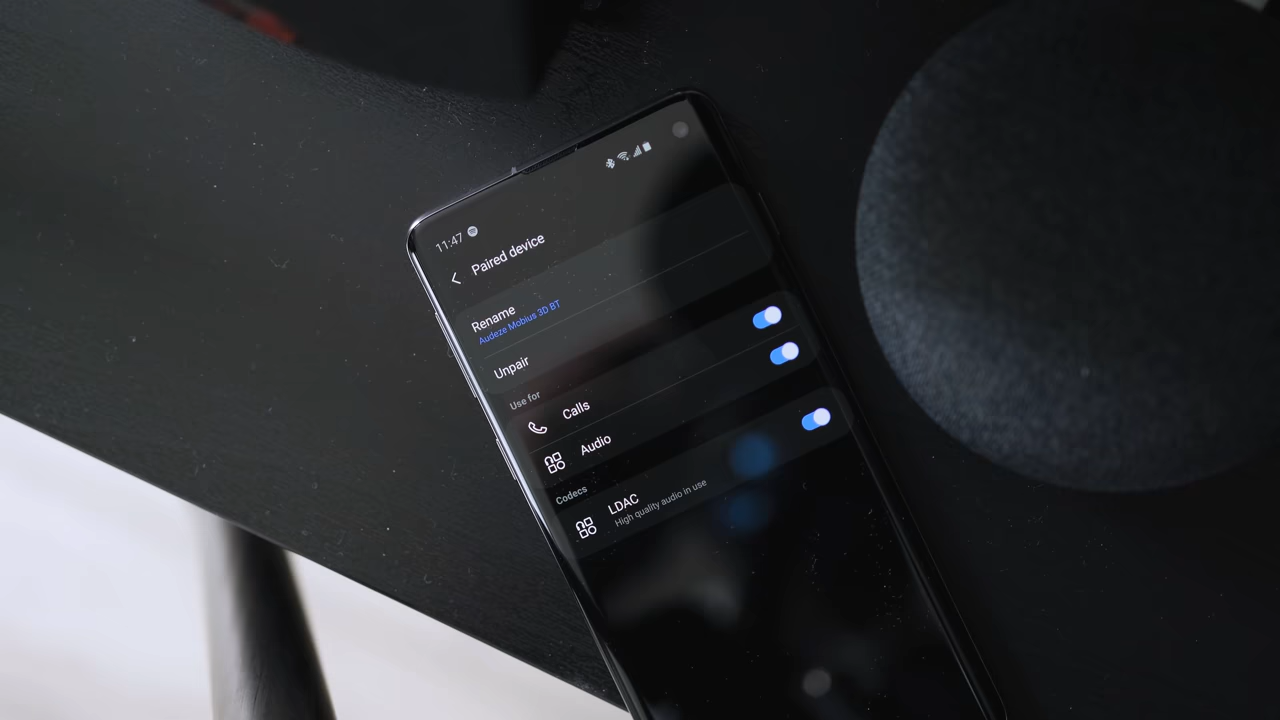 11:47
Paired device
Rename
Audeze Mobius 3D BT
Unpair
Use for
Calls
Audio
Codecs
LDAC
High quality audio in use